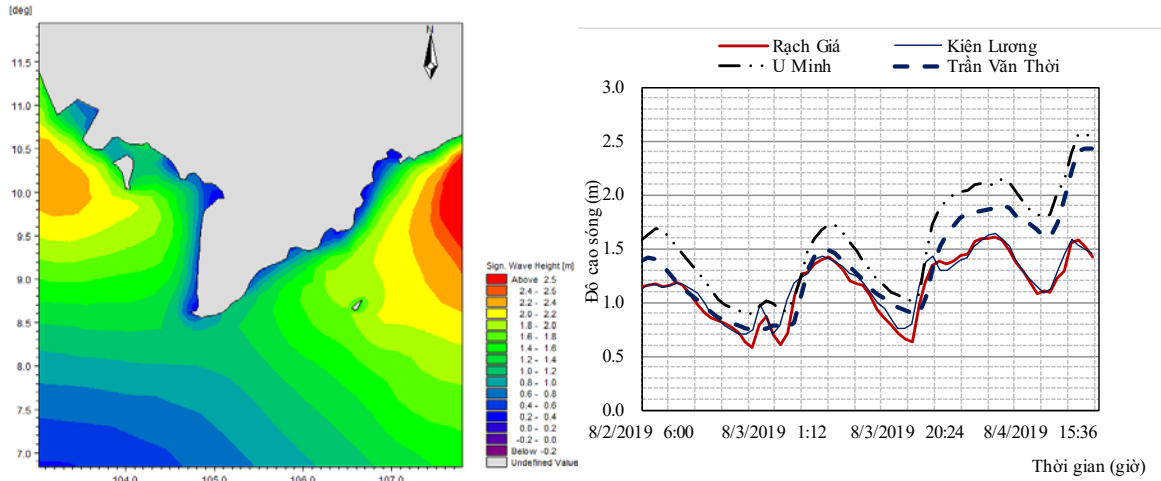 [deg]
N
11.5
11.0
10.5
10.0
9.5
9.0
8.5
8.0
7.5
7.0
104.0
105.0
106.0
107.0
Sign. Wave Height [m]
Above 2.5
2.4 - 2.5
2.2 - 2.4
2.0 - 2.2
1.8 - 2.0
1.6 - 1.8
1.4 - 1.6
1.2 - 1.4
1.0 - 1.2
0.8 - 1.0
0.6 - 0.8
0.4 - 0.6
0.2 - 0.4
0.0 - 0.2
-0.2 - 0.0
Below -0.2
Undefined Value
Rạch Giá
Kiên Lương
U Minh
Trần Văn Thời
3.0
2.5
2.0
1.5
1.0
0.5
0.0
Độ cao sóng (m)
8/2/2019 6:00
8/3/2019 1:12
8/3/2019 20:24
8/4/2019 15:36
Thời gian (giờ)